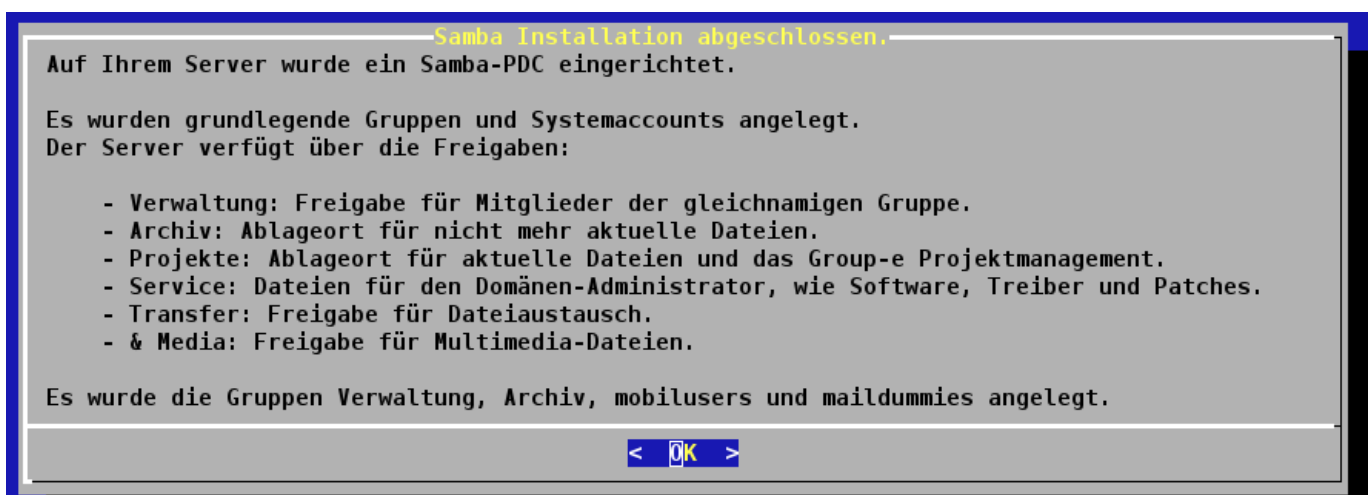 Samba Installation abgeschlossen.
Auf Ihrem Server wurde ein Samba-PDC eingerichtet.
Es wurden grundlegende Gruppen und Systemaccounts angelegt.
Der Server verfügt über die Freigaben:
- Verwaltung: Freigabe für Mitglieder der gleichnamigen Gruppe.
- Archiv: Ablageort für nicht mehr aktuelle Dateien.
- Projekte: Ablageort für aktuelle Dateien und das Group-e Projektmanagement.
- Service: Dateien für den Domänen-Administrator, wie Software, Treiber und Patches.
- Transfer: Freigabe für Dateiaustausch.
- & Media: Freigabe für Multimedia-Dateien.
Es wurde die Gruppen Verwaltung, Archiv, mobilusers und maildummies angelegt.
< OK >